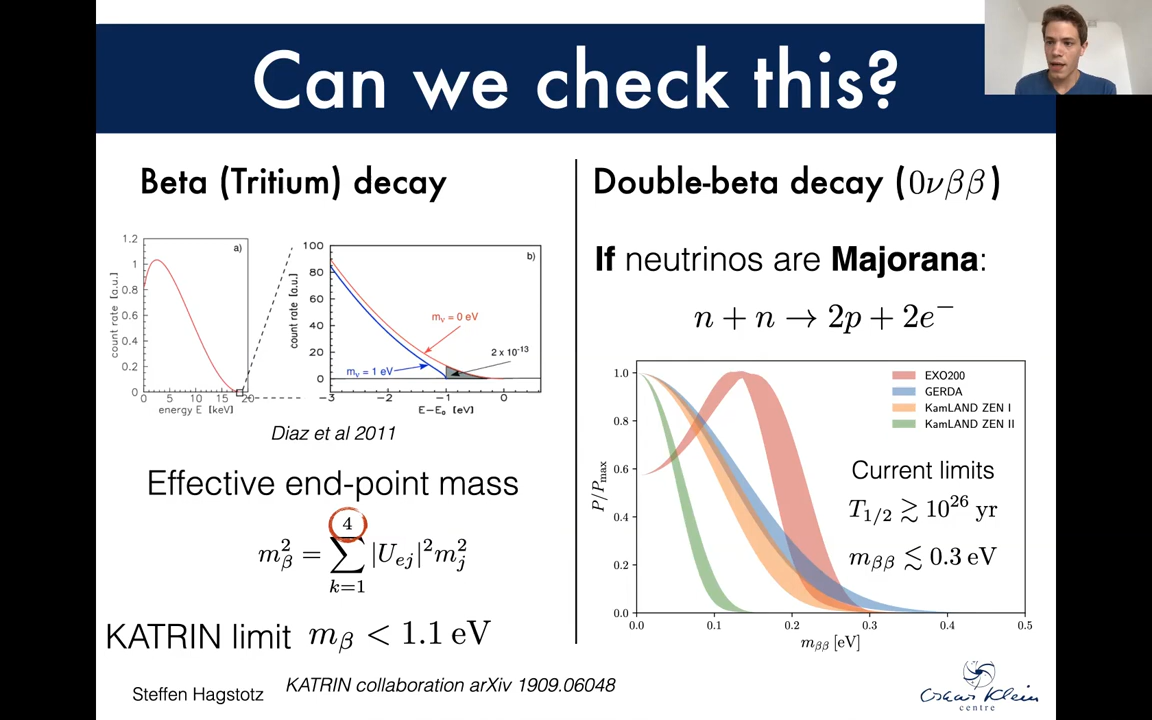 Can we check this?
Beta (Tritium) decay
1.2
1
0.8
0.6
0.4
0.2
0
0 5 10 15 20
count rate [a.u.]
energy E [keV]
a)
100
80
60
40
20
0
-3 -2 -1 0
count rate [a.u.]
E-E₀ [eV]
b)
mᵥ = 0 eV
2 x 10⁻¹³
mᵥ = 1 eV
Diaz et al 2011
Effective end-point mass
4
m²_β = ∑ |U_ej|² m²_j
k=1
KATRIN limit m_β < 1.1 eV
KATRIN collaboration arXiv 1909.06048
Steffen Hagstotz
Double-beta decay (0νββ)
If neutrinos are Majorana:
n + n → 2p + 2e⁻
1.0
0.8
0.6
0.4
0.2
0.0
P/P_max
EXO200
GERDA
KamLAND ZEN I
KamLAND ZEN II
Current limits
T_1/2 ≳ 10²⁶ yr
m_ββ ≲ 0.3 eV
0.0 0.1 0.2 0.3 0.4 0.5
m_ββ [eV]
Oskar Klein
centre